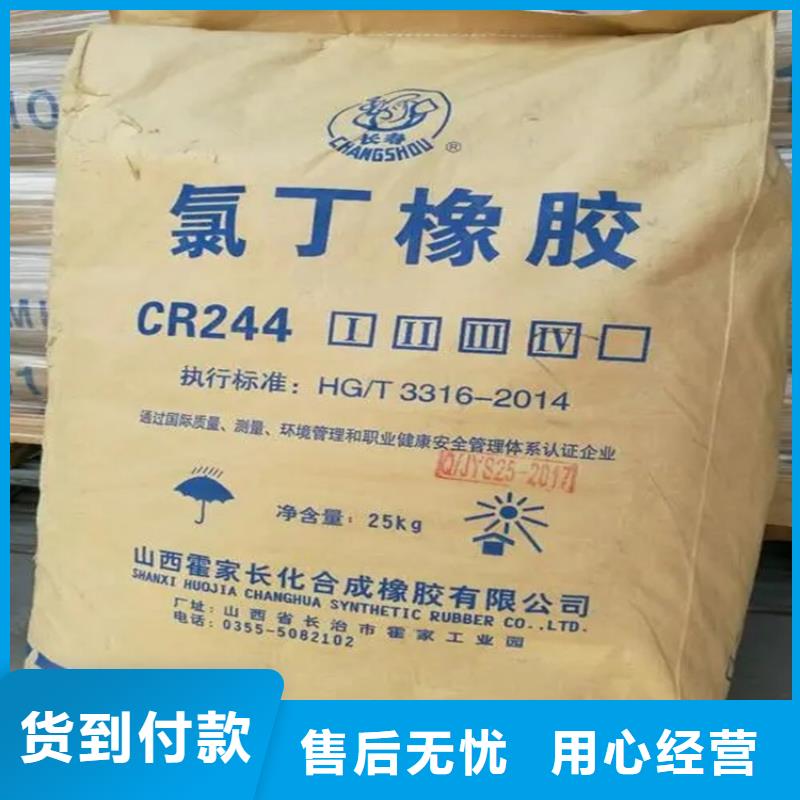 长春
CHANGSHOU ®
氯丁橡胶
CR244 I II III IV □
执行标准：HG/T 3316-2014
通过国际质量、测量、环境管理和职业健康安全管理体系认证企业
Q/JYS25-2017
净含量：25kg
山西霍家长化合成橡胶有限公司
SHANXI HUOJIA CHANGHUA SYNTHETIC RUBBER CO.,LTD.
厂址：山西省长治市霍家工业园
电话：0355-5082102
货到付款
售后无忧 用心经营